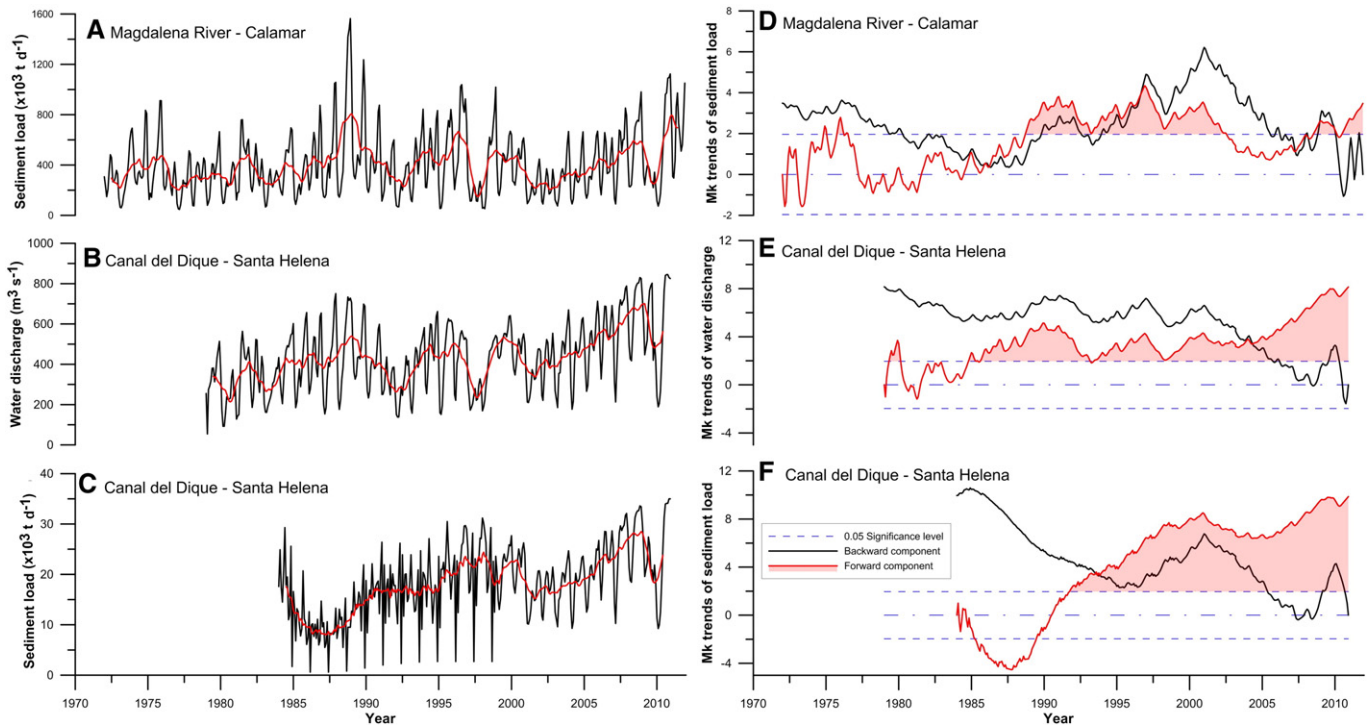 A Magdalena River - Calamar
Sediment load (x10³ t d⁻¹)
1600
1200
800
400
0
B
Canal del Dique - Santa Helena
Water discharge (m³ s⁻¹)
1000
800
600
400
200
0
C
Canal del Dique - Santa Helena
Sediment load (x10³ t d⁻¹)
40
30
20
10
0
1970 1975 1980 1985 1990 1995 2000 2005 2010
Year
D Magdalena River - Calamar
Mk trends of sediment load
8
6
4
2
0
-2
E Canal del Dique - Santa Helena
Mk trends of water discharge
12
8
4
0
-4
F Canal del Dique - Santa Helena
Mk trends of sediment load
12
8
4
0
-4
0.05 Significance level
Backward component
Forward component
1970 1975 1980 1985 1990 1995 2000 2005 2010
Year